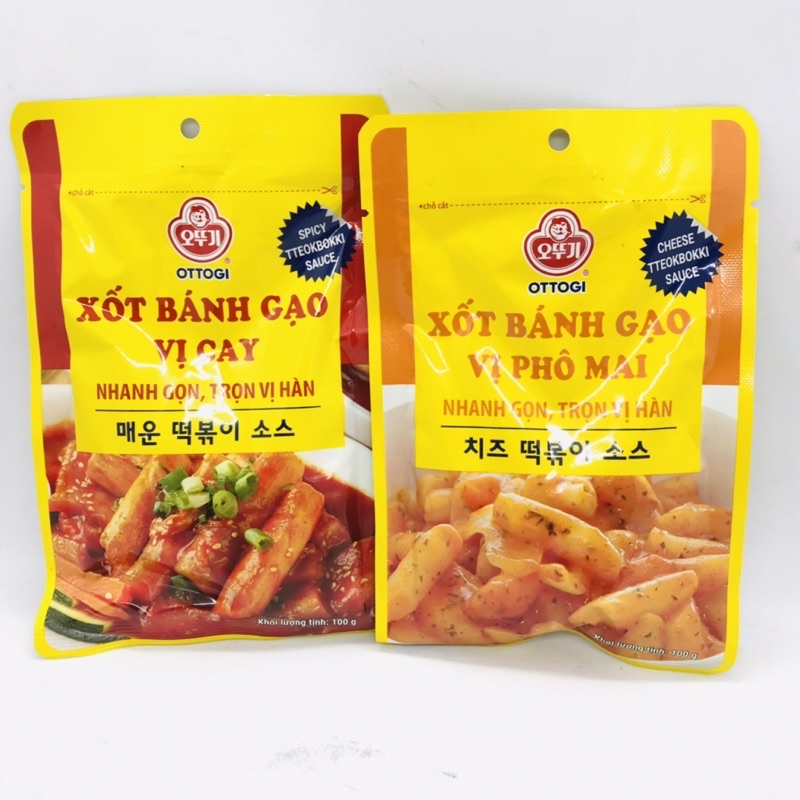 chỗ cắt
오뚜기
OTTOGI
®
SPICY
TTEOKBOKKI
SAUCE
XỐT BÁNH GẠO
VỊ CAY
NHANH GỌN, TRỌN VỊ HÀN
매운 떡볶이 소스
Khối lượng tịnh: 100 g
chỗ cắt
오뚜기
OTTOGI
®
CHEESE
TTEOKBOKKI
SAUCE
XỐT BÁNH GẠO
VỊ PHÔ MAI
NHANH GỌN, TRỌN VỊ HÀN
치즈 떡볶이 소스
Khối lượng tịnh: 100 g